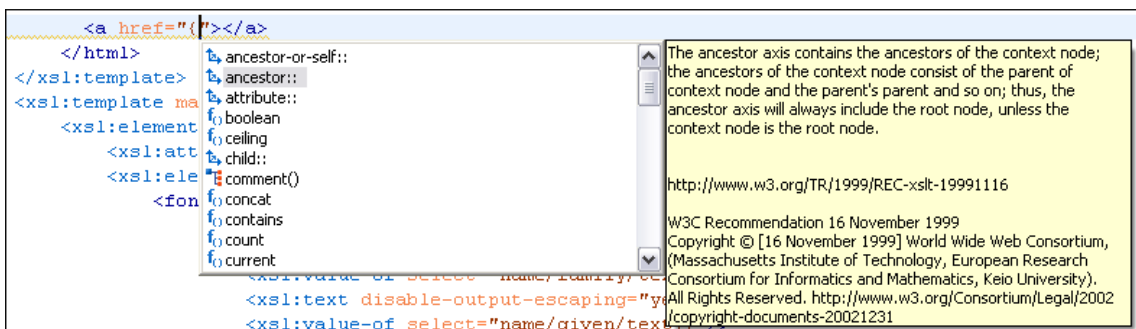 <a href="{"></a>
</html>
</xsl:template>
<xsl:template
<xsl:element
<xsl:att
<xsl:ele
ancestor-or-self::
ancestor::
attribute::
boolean
ceiling
child::
comment()
concat
contains
count
current
The ancestor axis contains the ancestors of the context node;
the ancestors of the context node consist of the parent of
context node and the parent's parent and so on; thus, the
ancestor axis will always include the root node, unless the
context node is the root node.
http://www.w3.org/TR/1999/REC-xslt-19991116
W3C Recommendation 16 November 1999
Copyright © [16 November 1999] World Wide Web Consortium,
(Massachusetts Institute of Technology, European Research
Consortium for Informatics and Mathematics, Keio University).
All Rights Reserved. http://www.w3.org/Consortium/Legal/2002
/copyright-documents-20021231
<xsl:value-of select="name/family/
<xsl:text disable-output-escaping="ye
<xsl:value-of select="name/given/text